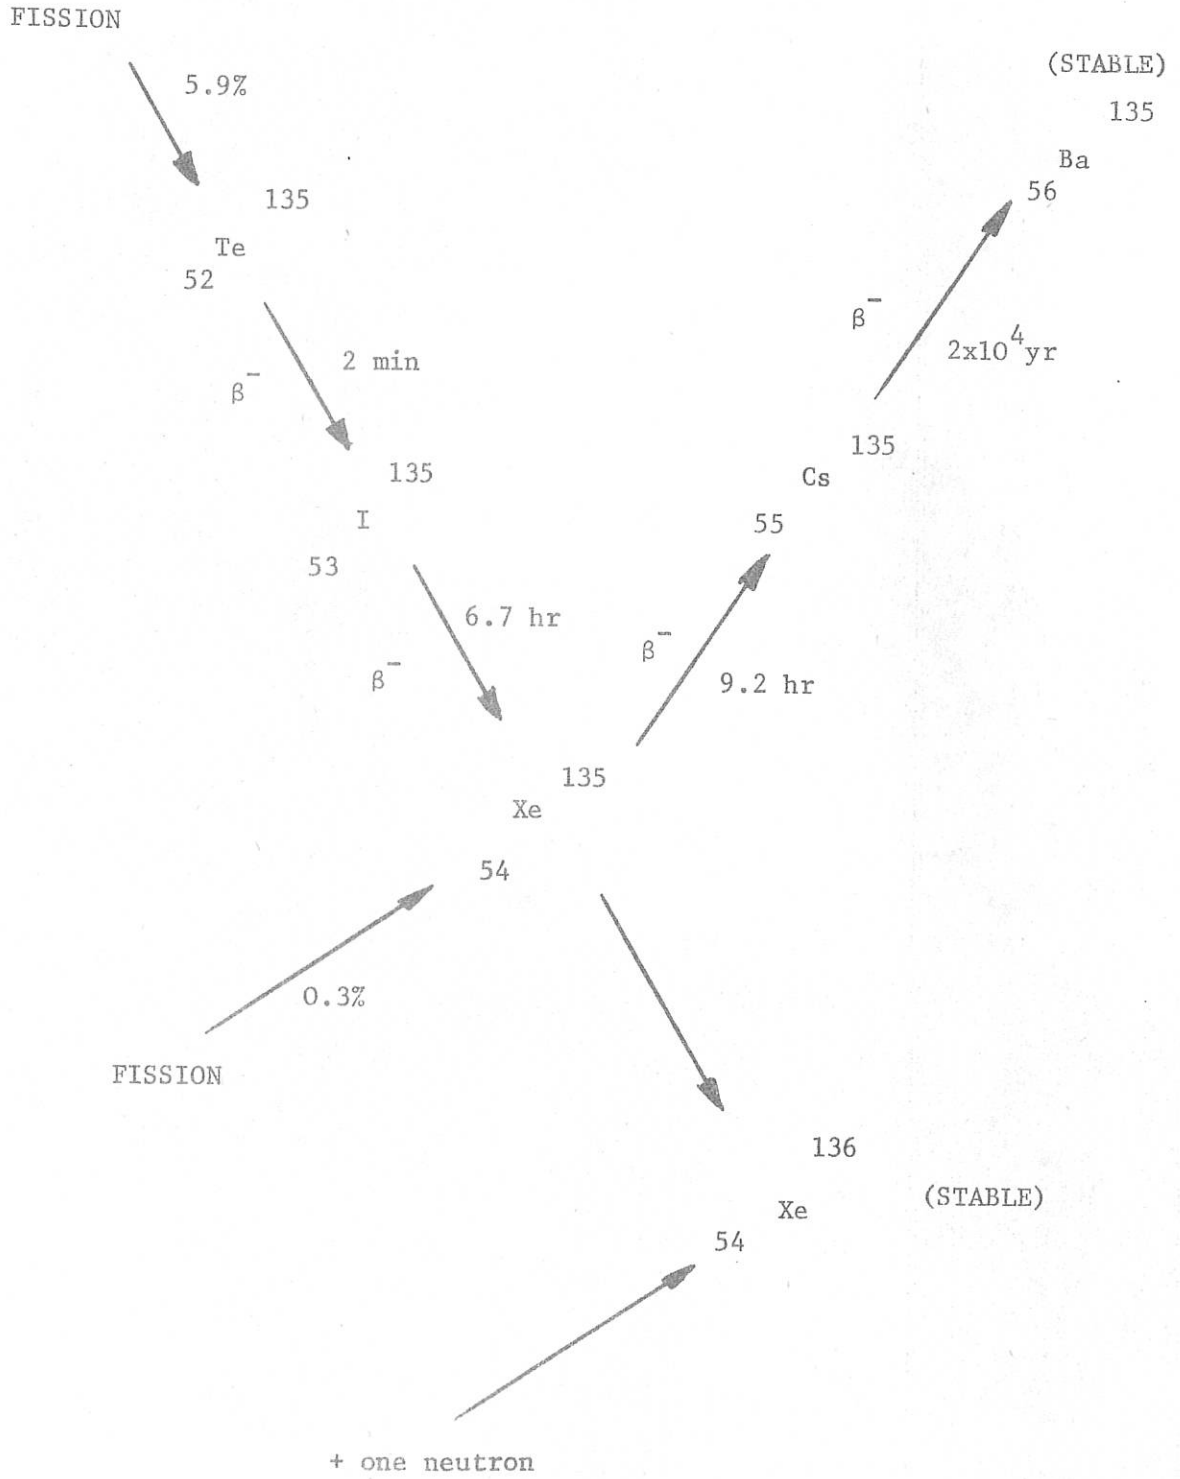 FISSION
5.9%
(STABLE)
135
Ba
56
135
Te
52
β⁻
2x10⁴yr
2 min
β⁻
135
Cs
55
135
I
53
6.7 hr
β⁻
β⁻
9.2 hr
135
Xe
54
0.3%
FISSION
136
(STABLE)
Xe
54
+ one neutron